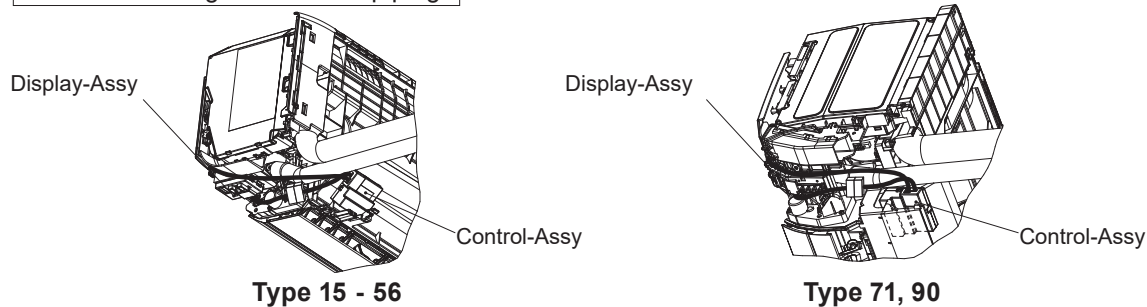 Display-Assy
Control-Assy
Type 15 - 56
Display-Assy
Control-Assy
Type 71, 90